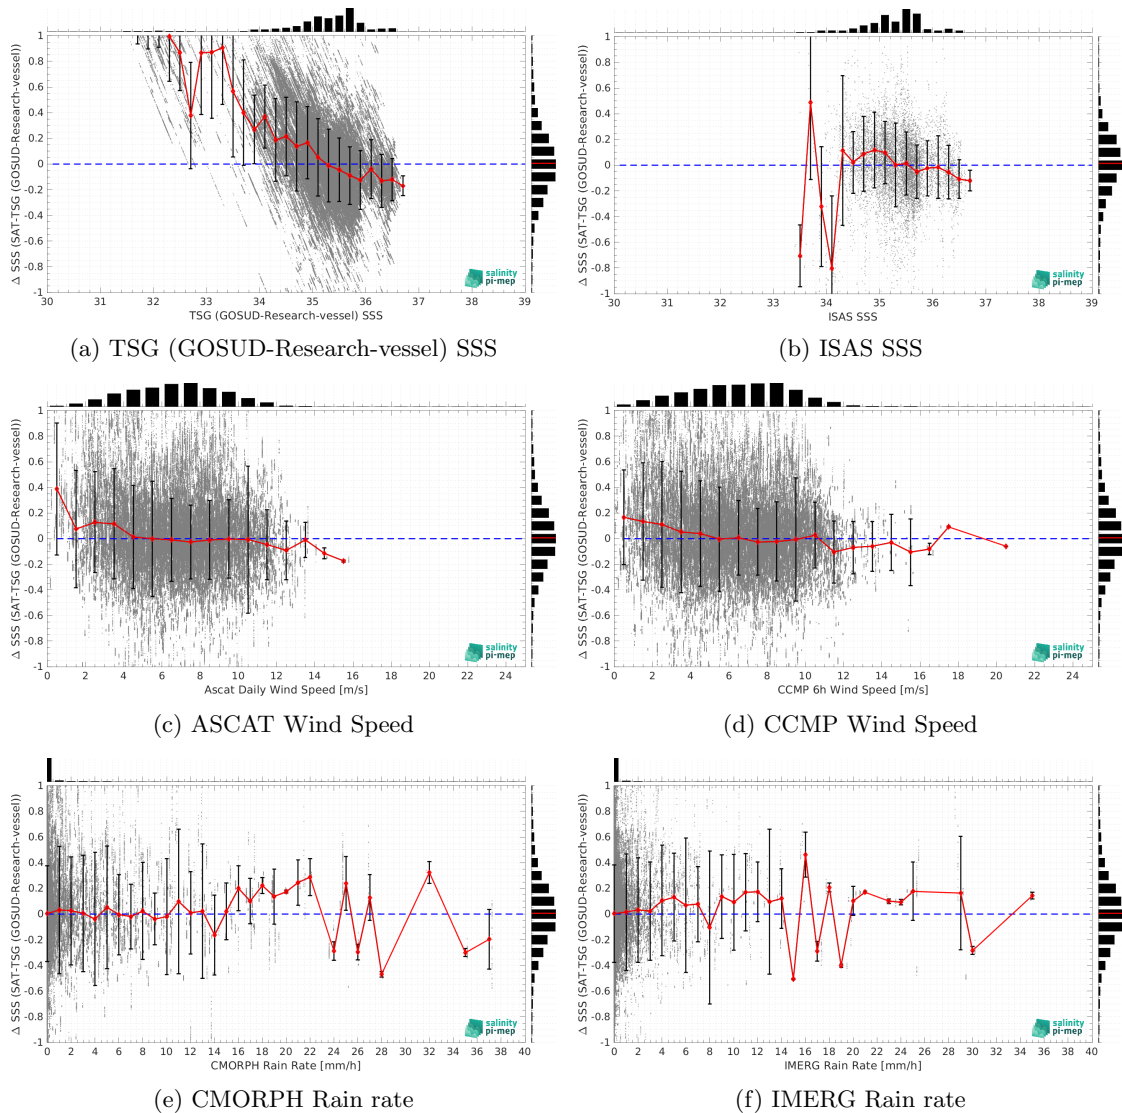 Δ SSS (SAT-TSG (GOSUD-Research-vessel))
1
0.8
0.6
0.4
0.2
0
-0.2
-0.4
-0.6
-0.8
-1
salinity
pi-mep
30 31 32 33 34 35 36 37 38 39
TSG (GOSUD-Research-vessel) SSS
(a) TSG (GOSUD-Research-vessel) SSS
Δ SSS (SAT-TSG (GOSUD-Research-vessel))
1
0.8
0.6
0.4
0.2
0
-0.2
-0.4
-0.6
-0.8
-1
salinity
pi-mep
30 31 32 33 34 35 36 37 38 39
ISAS SSS
(b) ISAS SSS
Δ SSS (SAT-TSG (GOSUD-Research-vessel))
1
0.8
0.6
0.4
0.2
0
-0.2
-0.4
-0.6
-0.8
-1
salinity
pi-mep
0 2 4 6 8 10 12 14 16 18 20 22 24
Ascat Daily Wind Speed [m/s]
(c) ASCAT Wind Speed
Δ SSS (SAT-TSG (GOSUD-Research-vessel))
1
0.8
0.6
0.4
0.2
0
-0.2
-0.4
-0.6
-0.8
-1
salinity
pi-mep
0 2 4 6 8 10 12 14 16 18 20 22 24
CCMP 6h Wind Speed [m/s]
(d) CCMP Wind Speed
Δ SSS (SAT-TSG (GOSUD-Research-vessel))
1
0.8
0.6
0.4
0.2
0
-0.2
-0.4
-0.6
-0.8
-1
salinity
pi-mep
0 2 4 6 8 10 12 14 16 18 20 22 24 26 28 30 32 34 36 38 40
CMORPH Rain Rate [mm/h]
(e) CMORPH Rain rate
Δ SSS (SAT-TSG (GOSUD-Research-vessel))
1
0.8
0.6
0.4
0.2
0
-0.2
-0.4
-0.6
-0.8
-1
salinity
pi-mep
0 2 4 6 8 10 12 14 16 18 20 22 24 26 28 30 32 34 36 38 40
IMERG Rain Rate [mm/h]
(f) IMERG Rain rate